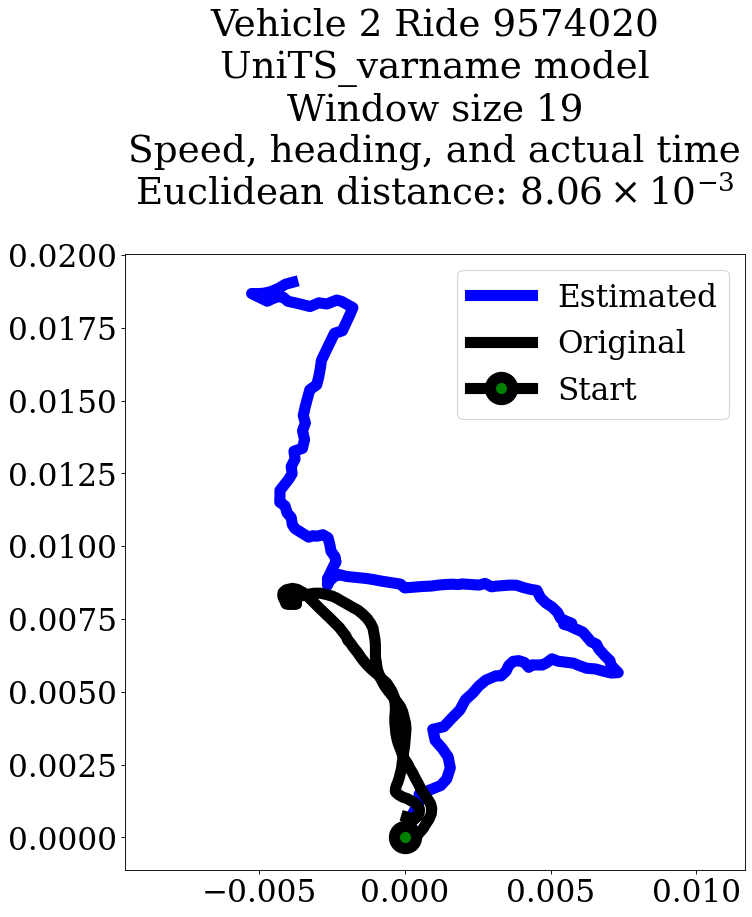 Vehicle 2 Ride 9574020
UniTS_varname model
Window size 19
Speed, heading, and actual time
Euclidean distance: 8.06 × 10⁻³
0.0200
0.0175
0.0150
0.0125
0.0100
0.0075
0.0050
0.0025
0.0000
Estimated
Original
Start
−0.005 0.000 0.005 0.010